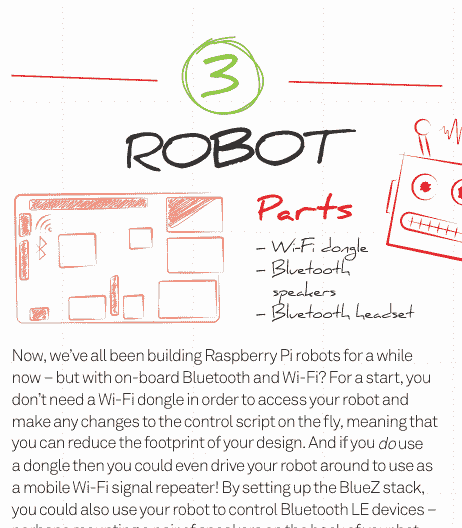 3
ROBOT
Parts
– Wi-Fi dongle
– Bluetooth
speakers
– Bluetooth headset
Now, we've all been building Raspberry Pi robots for a while
now – but with on-board Bluetooth and Wi-Fi? For a start, you
don't need a Wi-Fi dongle in order to access your robot and
make any changes to the control script on the fly, meaning that
you can reduce the footprint of your design. And if you do use
a dongle then you could even drive your robot around to use as
a mobile Wi-Fi signal repeater! By setting up the BlueZ stack,
you could also use your robot to control Bluetooth LE devices –